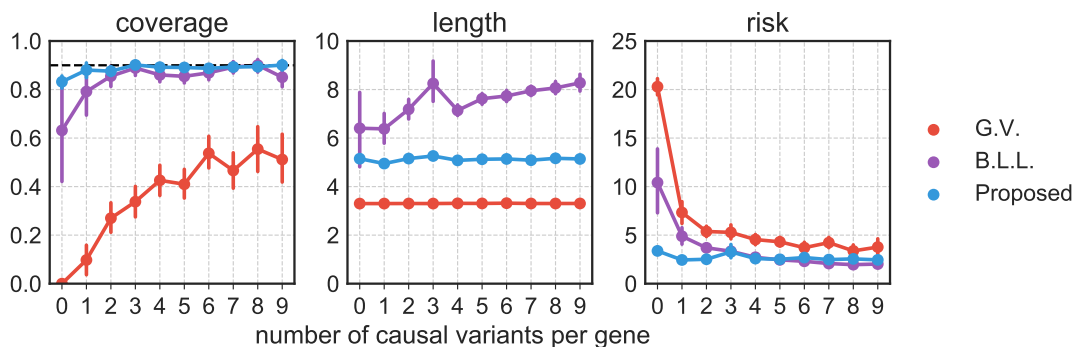 coverage length risk
1.0 10 25
0.8 8 20
0.6 6 15
0.4 4 10
0.2 2 5
0.0 0 0
0 1 2 3 4 5 6 7 8 9 0 1 2 3 4 5 6 7 8 9 0 1 2 3 4 5 6 7 8 9
number of causal variants per gene
G.V.
B.L.L.
Proposed